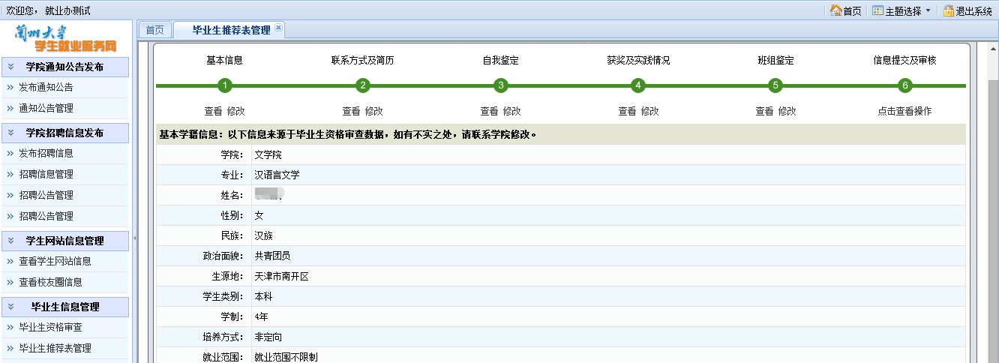 欢迎您，就业办测试
首页 主题选择 退出系统
兰州大学
学生就业服务网
首页 毕业生推荐表管理
学院通知公告发布
发布通知公告
通知公告管理
学院招聘信息发布
发布招聘信息
招聘信息管理
招聘公告管理
招聘公告管理
学生网站信息管理
查看学生网站信息
查看校友圈信息
毕业生信息管理
毕业生资格审查
毕业生推荐表管理
基本信息 联系方式及简历 自我鉴定 获奖及实践情况 班组鉴定 信息提交及审核
1 2 3 4 5 6
查看 修改 查看 修改 查看 修改 查看 修改 查看 修改 点击查看操作
基本学籍信息：以下信息来源于毕业生资格审查数据，如有不实之处，请联系学院修改。
学院： 文学院
专业： 汉语言文学
姓名：
性别： 女
民族： 汉族
政治面貌： 共青团员
生源地： 天津市南开区
学生类别： 本科
学制： 4年
培养方式： 非定向
就业范围： 就业范围不限制